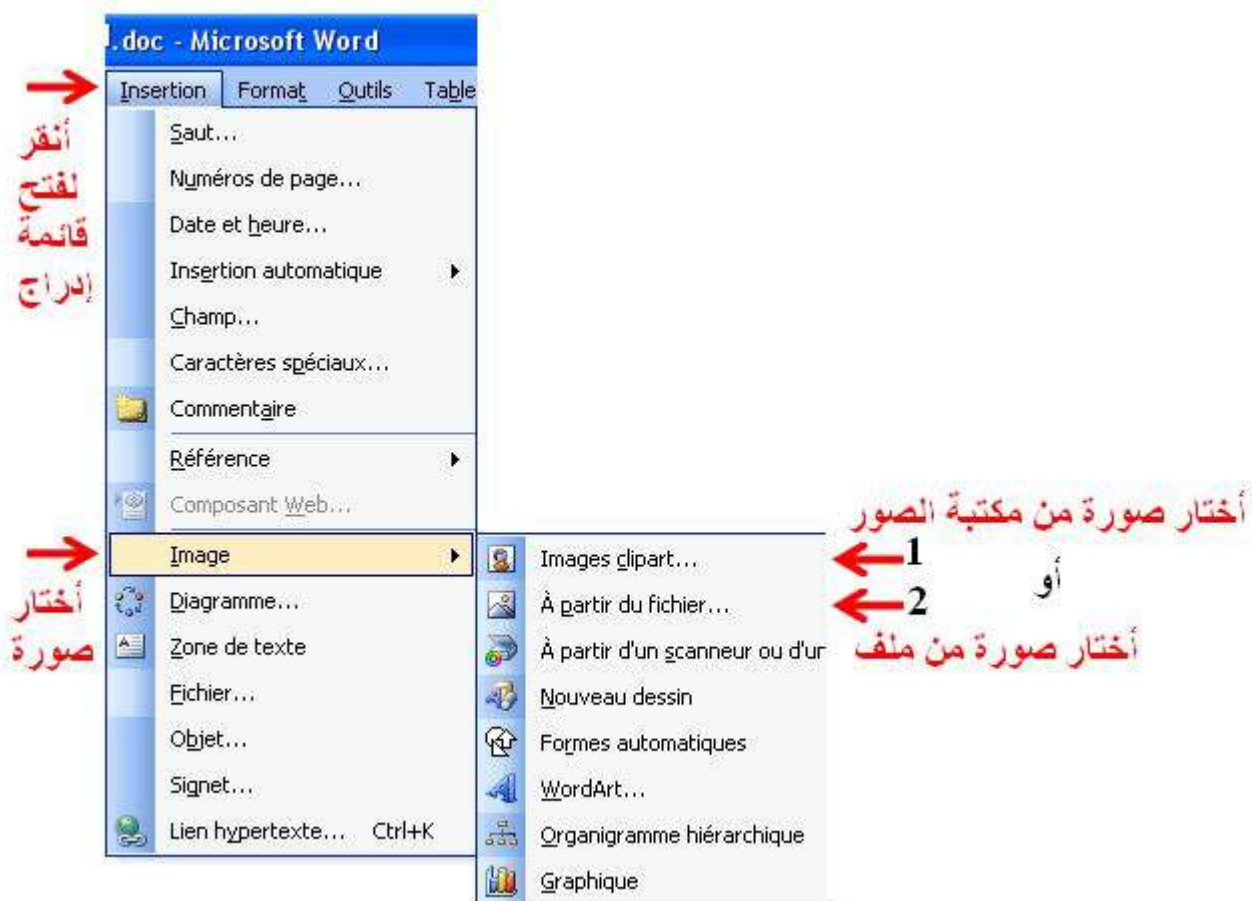 1.doc - Microsoft Word
Insertion Format Outils Table
أنقر
لفتح
قائمة
إدراج
Saut...
Numéros de page...
Date et heure...
Insertion automatique
Champ...
Caractères spéciaux...
Commentaire
Référence
Composant Web...
Image
أختار
صورة
Diagramme...
Zone de texte
Fichier...
Objet...
Signet...
Lien hypertexte... Ctrl+K
أختار صورة من مكتبة الصور
Images clipart...
1
أو
À partir du fichier...
2
أختار صورة من ملف
À partir d'un scanneur ou d'un
Nouveau dessin
Formes automatiques
WordArt...
Organigramme hiérarchique
Graphique